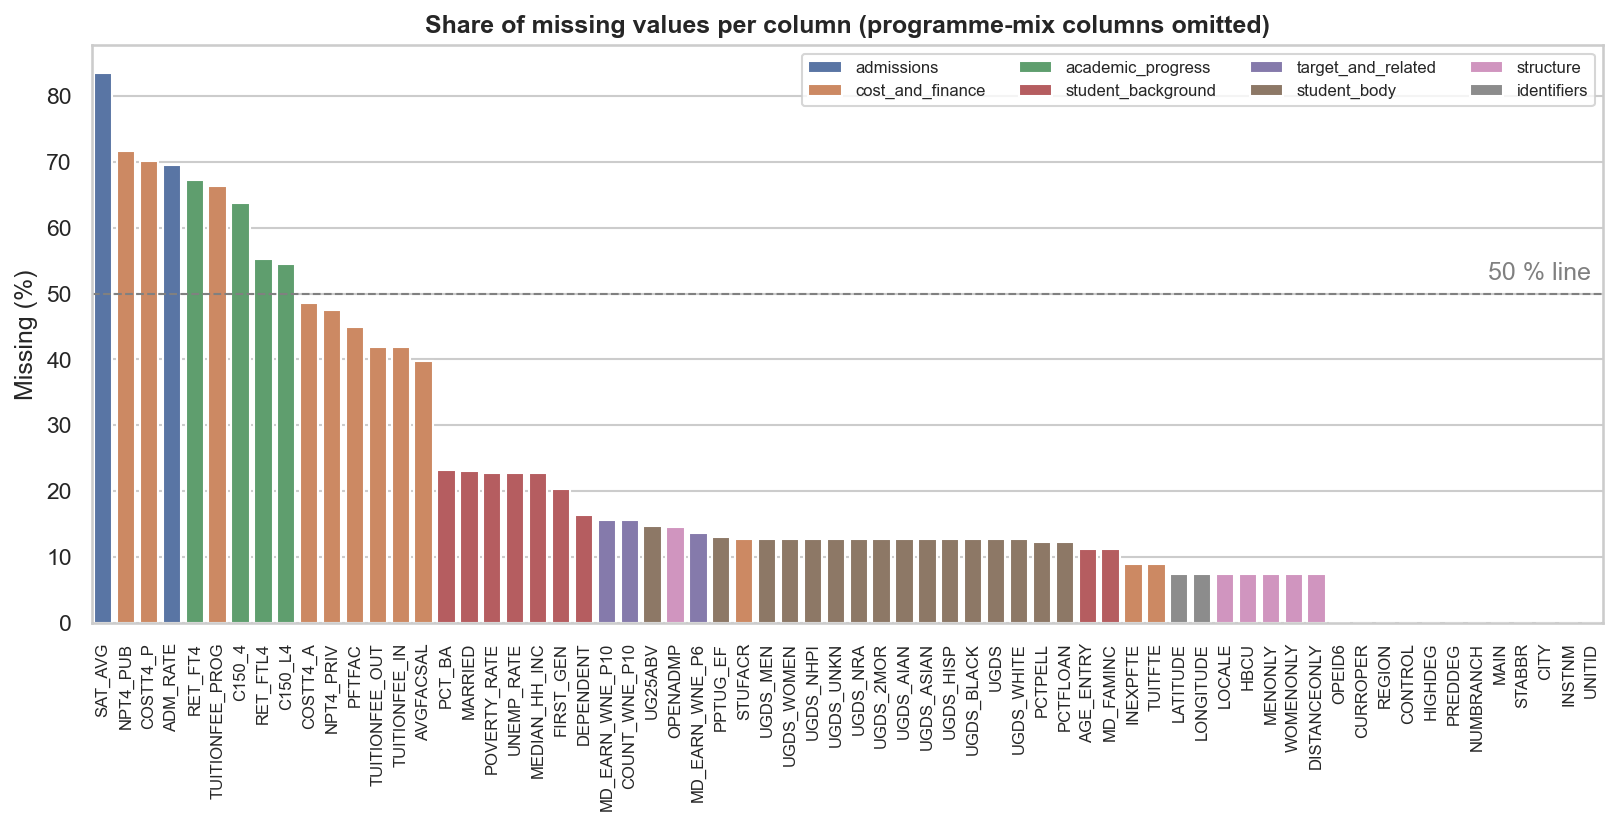 Share of missing values per column (programme-mix columns omitted)
admissions
cost_and_finance
academic_progress
student_background
target_and_related
student_body
structure
identifiers
Missing (%)
80
70
60
50
40
30
20
10
0
50 % line
SAT_AVG
NPT4_PUB
COSTT4_P
ADM_RATE
RET_FT4
TUITIONFEE_PROG
C150_4
RET_FTL4
C150_L4
COSTT4_A
NPT4_PRIV
PFTFAC
TUITIONFEE_OUT
TUITIONFEE_IN
AVGFACSAL
PCT_BA
MARRIED
POVERTY_RATE
UNEMP_RATE
MEDIAN_HH_INC
FIRST_GEN
DEPENDENT
MD_EARN_WNE_P10
COUNT_WNE_P10
UG25ABV
OPENADMP
MD_EARN_WNE_P6
PPTUG_EF
STUFACR
UGDS_MEN
UGDS_WOMEN
UGDS_NHPI
UGDS_UNKN
UGDS_NRA
UGDS_2MOR
UGDS_AIAN
UGDS_ASIAN
UGDS_HISP
UGDS_BLACK
UGDS
UGDS_WHITE
PCTPELL
PCTFLOAN
AGE_ENTRY
MD_FAMINC
INEXPFTE
TUITFTE
LATITUDE
LONGITUDE
LOCALE
HBCU
MENONLY
WOMENONLY
DISTANCEONLY
OPEID6
CURROPER
REGION
CONTROL
HIGHDEG
PREDDEG
NUMBRANCH
MAIN
STABBR
CITY
INSTNM
UNITID